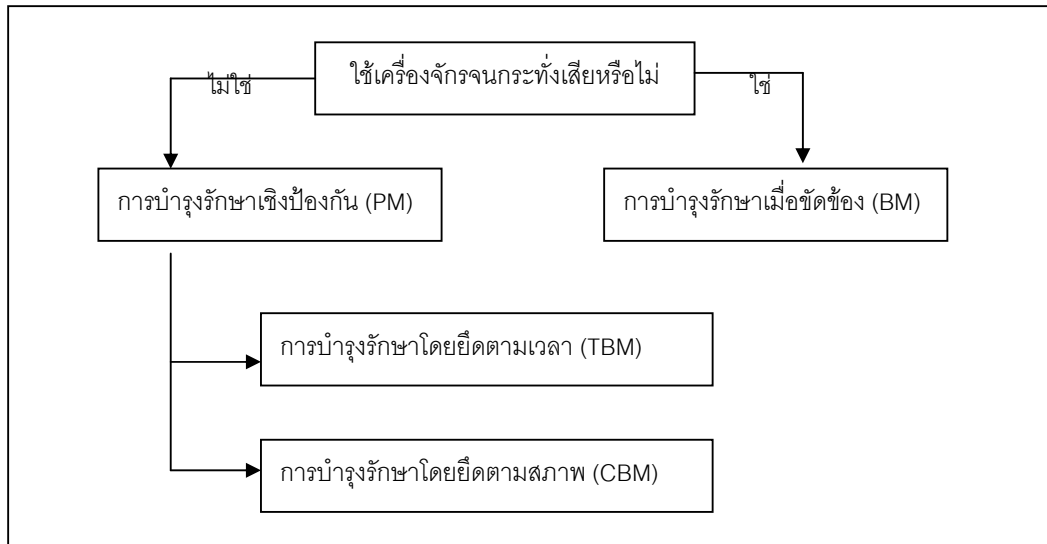 ใช้เครื่องจักรจนกระทั่งเสียหรือไม่
ไม่ใช่
ใช่
การบำรุงรักษาเชิงป้องกัน (PM)
การบำรุงรักษาเมื่อขัดข้อง (BM)
การบำรุงรักษาโดยยึดตามเวลา (TBM)
การบำรุงรักษาโดยยึดตามสภาพ (CBM)